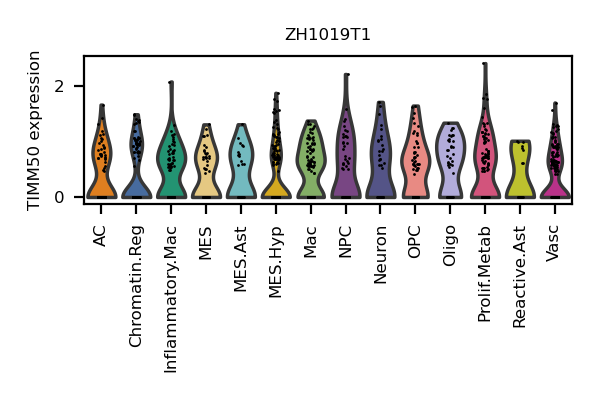 ZH1019T1
TIMM50 expression
2
0
AC
Chromatin.Reg
Inflammatory.Mac
MES
MES.Ast
MES.Hyp
Mac
NPC
Neuron
OPC
Oligo
Prolif.Metab
Reactive.Ast
Vasc